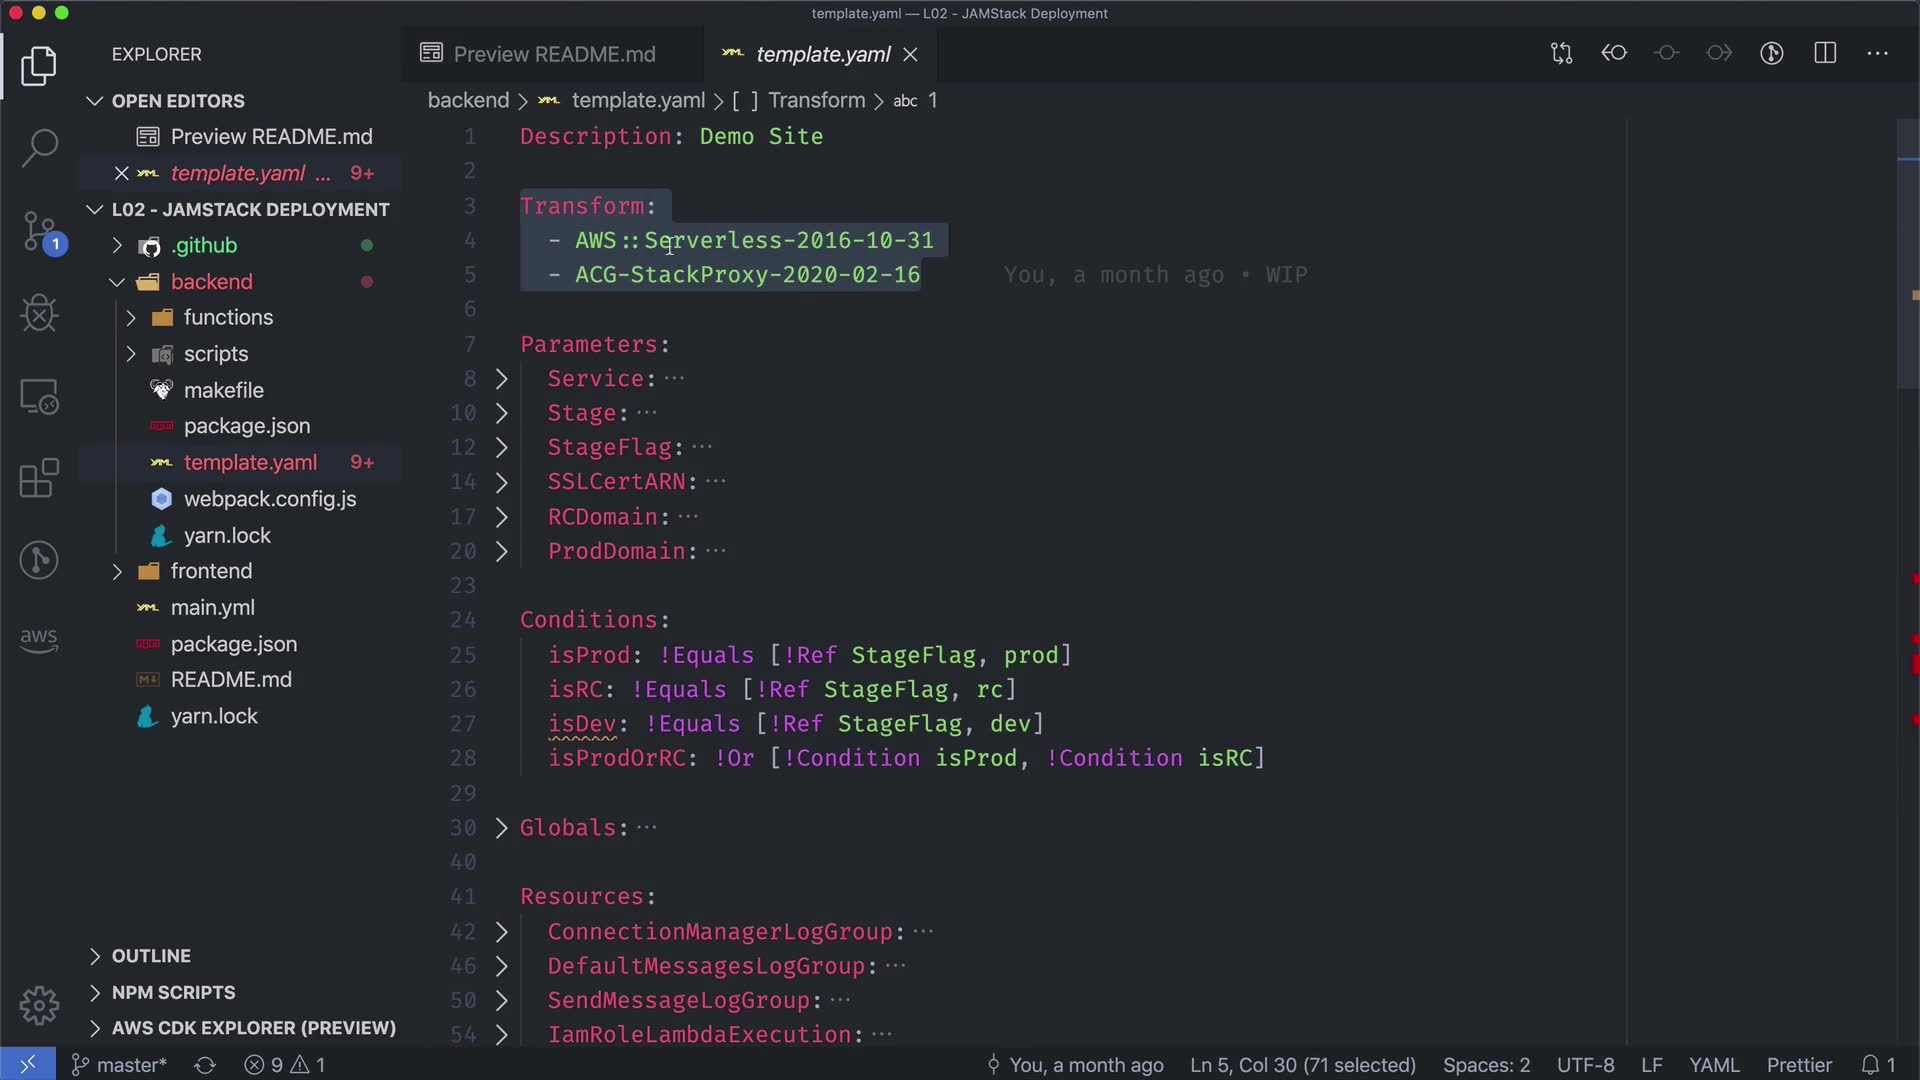 template.yaml — L02 - JAMStack Deployment
EXPLORER
Preview README.md
template.yaml
OPEN EDITORS
backend > template.yaml > [ ] Transform > abc 1
Preview README.md
template.yaml ... 9+
L02 - JAMSTACK DEPLOYMENT
.github
backend
functions
scripts
makefile
package.json
template.yaml 9+
webpack.config.js
yarn.lock
frontend
main.yml
package.json
README.md
yarn.lock
OUTLINE
NPM SCRIPTS
AWS CDK EXPLORER (PREVIEW)
1
aws
1 Description: Demo Site
2
3 Transform:
4 - AWS::Serverless-2016-10-31
5 - ACG-StackProxy-2020-02-16 You, a month ago • WIP
6
7 Parameters:
8 Service:...
10 Stage:...
12 StageFlag:...
14 SSLCertARN:...
17 RCDomain:...
20 ProdDomain:...
23
24 Conditions:
25 isProd: !Equals [!Ref StageFlag, prod]
26 isRC: !Equals [!Ref StageFlag, rc]
27 isDev: !Equals [!Ref StageFlag, dev]
28 isProdOrRC: !Or [!Condition isProd, !Condition isRC]
29
30 Globals:...
40
41 Resources:
42 ConnectionManagerLogGroup:...
46 DefaultMessagesLogGroup:...
50 SendMessageLogGroup:...
54 IamRoleLambdaExecution:...
master* 9 1 You, a month ago Ln 5, Col 30 (71 selected) Spaces: 2 UTF-8 LF YAML Prettier 1